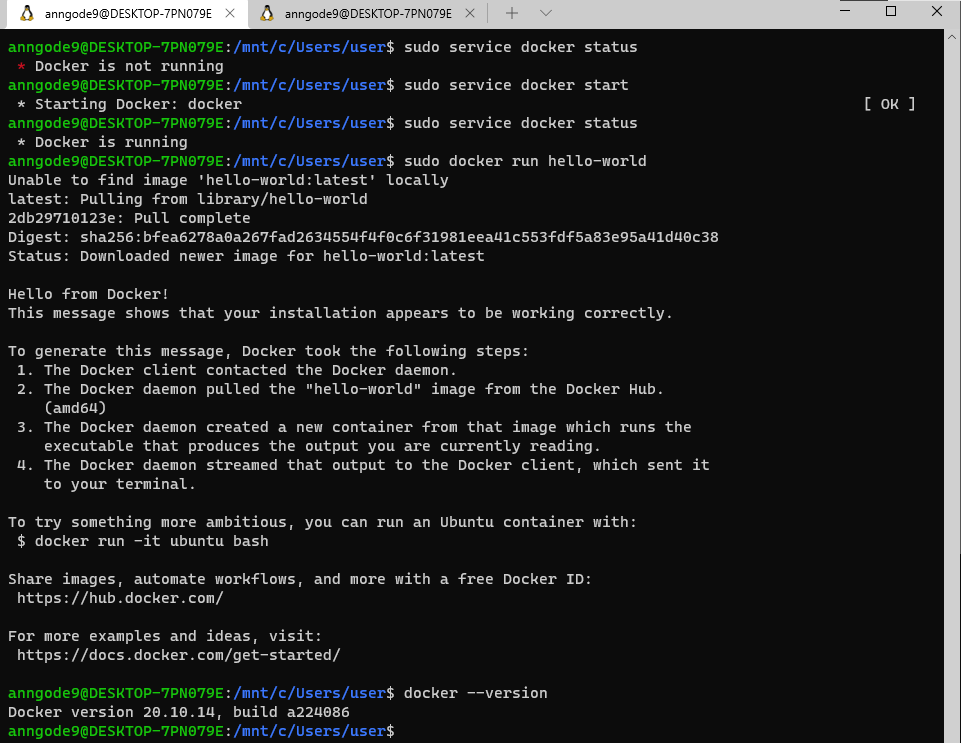 anngode9@DESKTOP-7PN079E
anngode9@DESKTOP-7PN079E
anngode9@DESKTOP-7PN079E:/mnt/c/Users/user$ sudo service docker status
* Docker is not running
anngode9@DESKTOP-7PN079E:/mnt/c/Users/user$ sudo service docker start
* Starting Docker: docker [ OK ]
anngode9@DESKTOP-7PN079E:/mnt/c/Users/user$ sudo service docker status
* Docker is running
anngode9@DESKTOP-7PN079E:/mnt/c/Users/user$ sudo docker run hello-world
Unable to find image 'hello-world:latest' locally
latest: Pulling from library/hello-world
2db29710123e: Pull complete
Digest: sha256:bfea6278a0a267fad2634554f4f0c6f31981eea41c553fdf5a83e95a41d40c38
Status: Downloaded newer image for hello-world:latest

Hello from Docker!
This message shows that your installation appears to be working correctly.

To generate this message, Docker took the following steps:
1. The Docker client contacted the Docker daemon.
2. The Docker daemon pulled the "hello-world" image from the Docker Hub.
(amd64)
3. The Docker daemon created a new container from that image which runs the
executable that produces the output you are currently reading.
4. The Docker daemon streamed that output to the Docker client, which sent it
to your terminal.

To try something more ambitious, you can run an Ubuntu container with:
$ docker run -it ubuntu bash

Share images, automate workflows, and more with a free Docker ID:
https://hub.docker.com/

For more examples and ideas, visit:
https://docs.docker.com/get-started/

anngode9@DESKTOP-7PN079E:/mnt/c/Users/user$ docker --version
Docker version 20.10.14, build a224086
anngode9@DESKTOP-7PN079E:/mnt/c/Users/user$